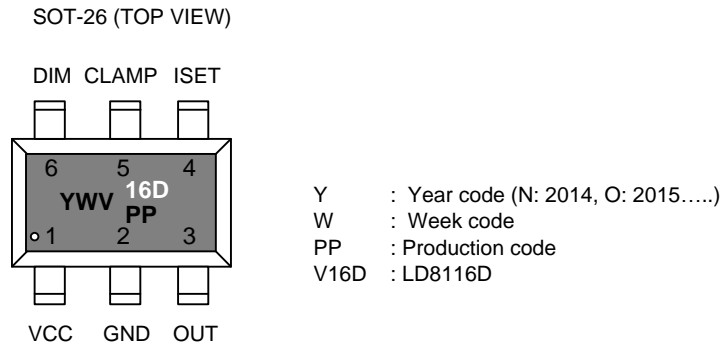 SOT-26 (TOP VIEW)
DIM CLAMP ISET
6 5 4
YWV 16D
PP
1 2 3
VCC GND OUT
Y : Year code (N: 2014, O: 2015…..)
W : Week code
PP : Production code
V16D : LD8116D